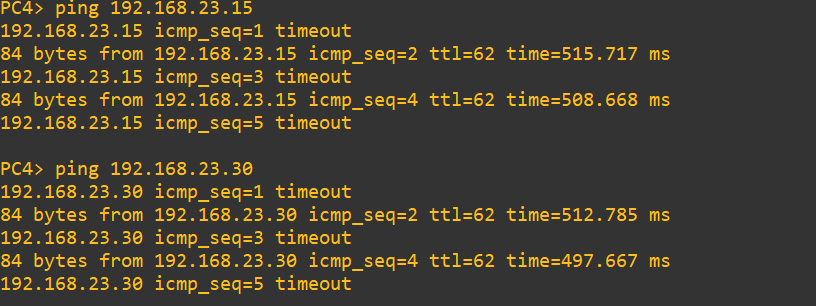 PC4> ping 192.168.23.15
192.168.23.15 icmp_seq=1 timeout
84 bytes from 192.168.23.15 icmp_seq=2 ttl=62 time=515.717 ms
192.168.23.15 icmp_seq=3 timeout
84 bytes from 192.168.23.15 icmp_seq=4 ttl=62 time=508.668 ms
192.168.23.15 icmp_seq=5 timeout
PC4> ping 192.168.23.30
192.168.23.30 icmp_seq=1 timeout
84 bytes from 192.168.23.30 icmp_seq=2 ttl=62 time=512.785 ms
192.168.23.30 icmp_seq=3 timeout
84 bytes from 192.168.23.30 icmp_seq=4 ttl=62 time=497.667 ms
192.168.23.30 icmp_seq=5 timeout